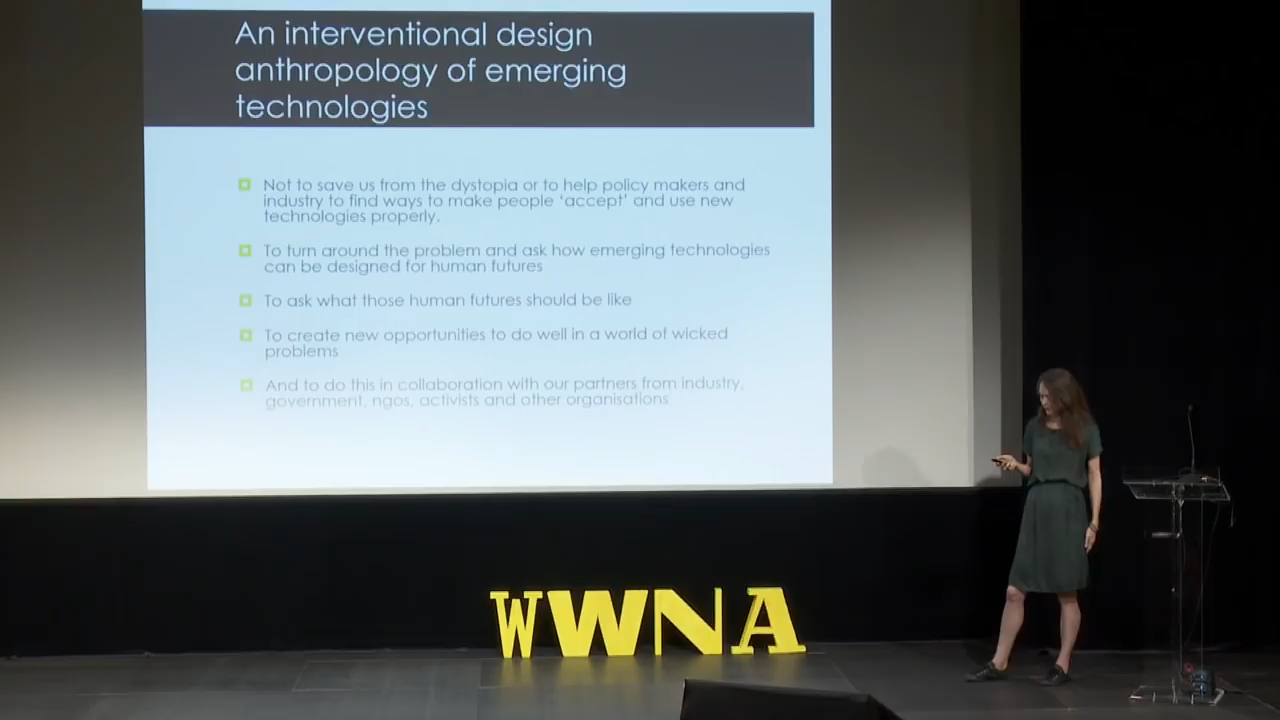 An interventional design
anthropology of emerging
technologies
Not to save us from the dystopia or to help policy makers and
industry to find ways to make people ‘accept’ and use new
technologies properly.
To turn around the problem and ask how emerging technologies
can be designed for human futures
To ask what those human futures should be like
To create new opportunities to do well in a world of wicked
problems
And to do this in collaboration with our partners from industry,
government, ngos, activists and other organisations
WWNA